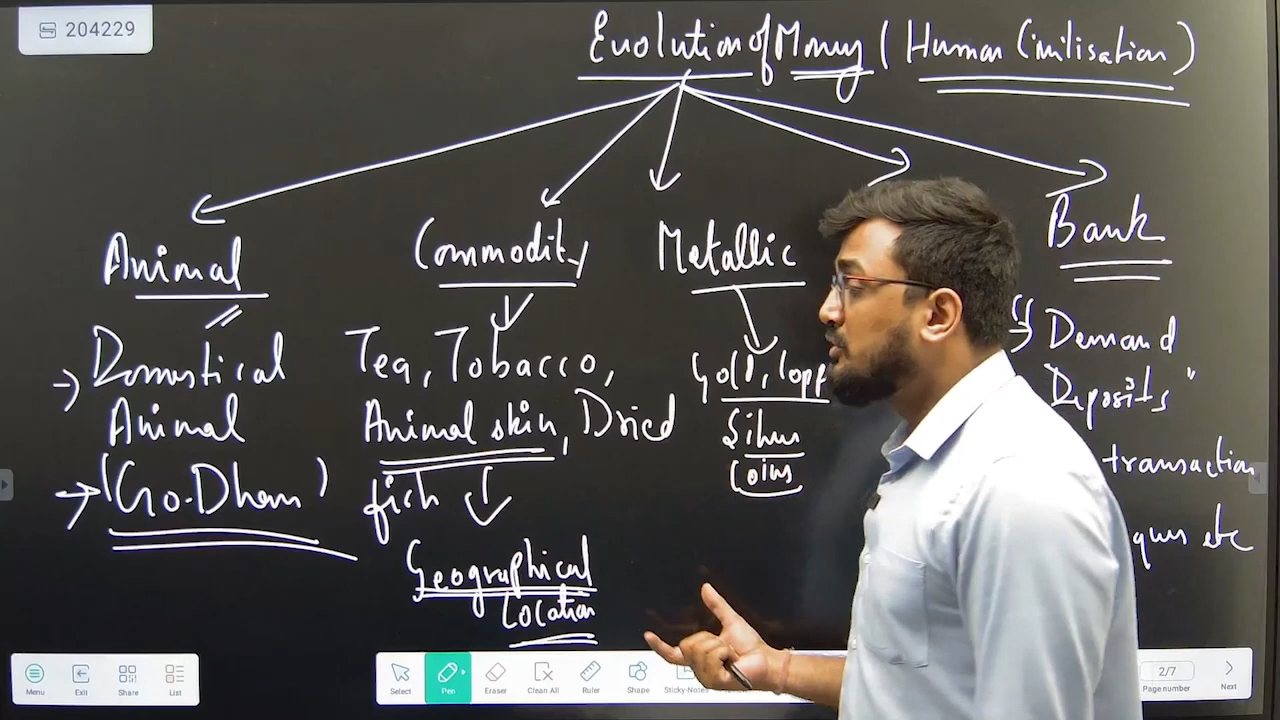 204229
Evolution of Money (Human Civilisation)
Animal
Commodity
Metallic
Bank
Domestical
Animal
(Go-Dhan)
Tea, Tobacco,
Animal skin, Dried
fish
Geographical
Location
Gold, Copp
Silver
Coins
"Demand
Deposits"
transaction
ques etc
Menu
Exit
Share
List
Select
Pen
Eraser
Clean All
Ruler
Shape
Sticky-Notes
2/7
Page number
Next